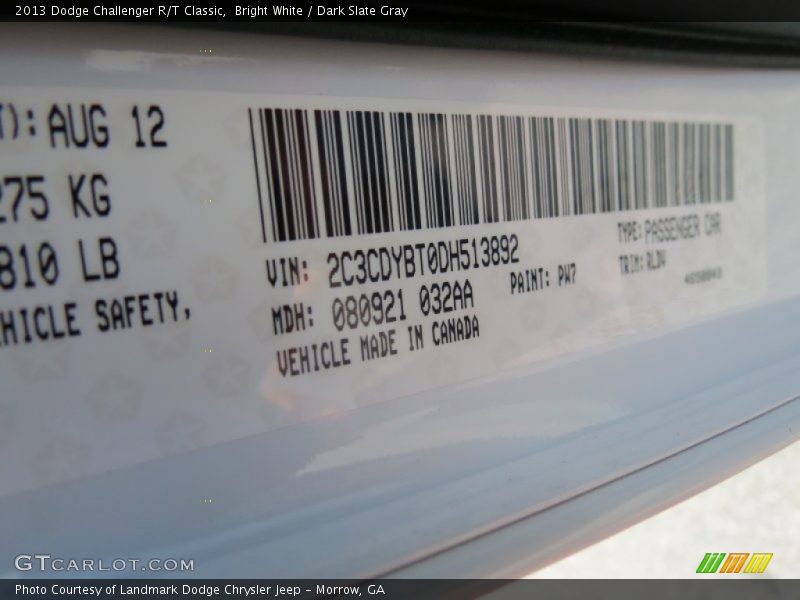 2013 Dodge Challenger R/T Classic,  Bright White / Dark Slate Gray
T): AUG 12
275 KG
810 LB
HICLE SAFETY,
VIN: 2C3CDYBT0DH513892
MDH: 080921 032AA
VEHICLE MADE IN CANADA
PAINT: PW7
TYPE: PASSENGER CAR
TRIM:
GTCARLOT.COM
Photo Courtesy of Landmark Dodge Chrysler Jeep – Morrow, GA